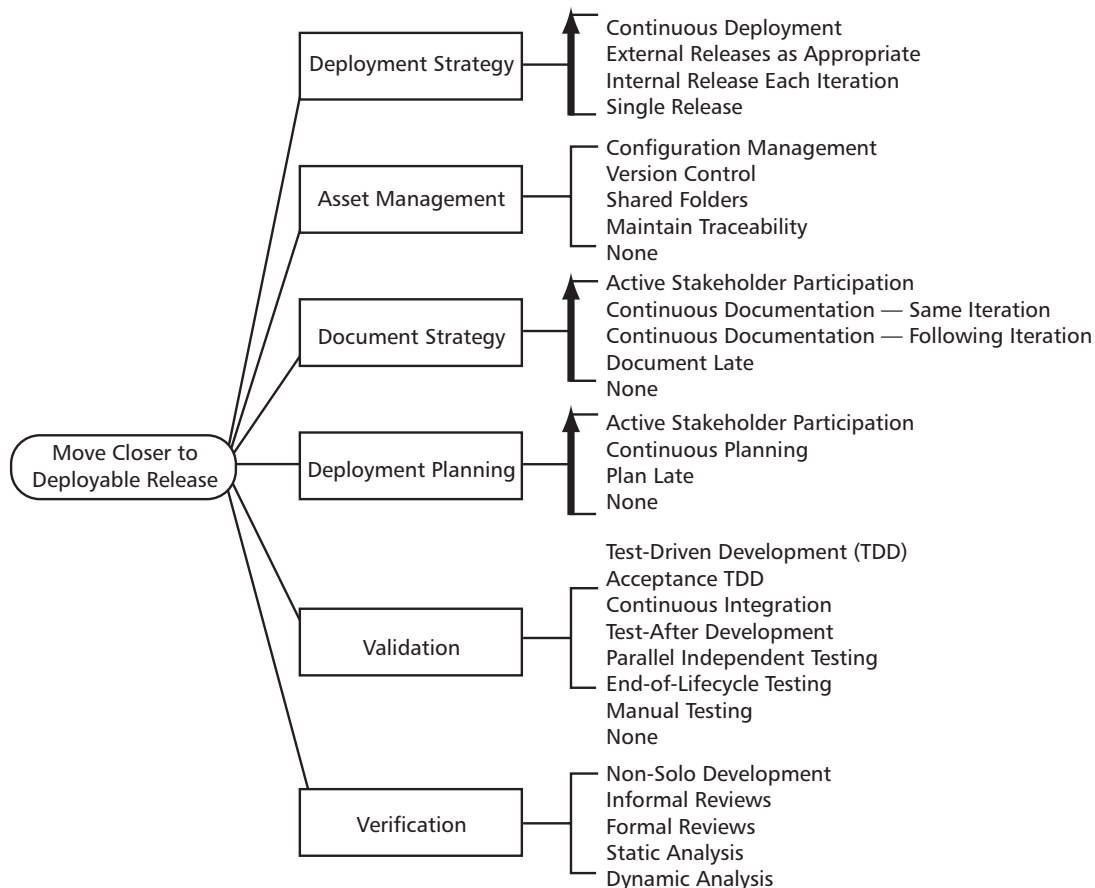 Deployment Strategy
Continuous Deployment
External Releases as Appropriate
Internal Release Each Iteration
Single Release
Asset Management
Configuration Management
Version Control
Shared Folders
Maintain Traceability
None
Document Strategy
Active Stakeholder Participation
Continuous Documentation — Same Iteration
Continuous Documentation — Following Iteration
Document Late
None
Move Closer to
Deployable Release
Deployment Planning
Active Stakeholder Participation
Continuous Planning
Plan Late
None
Validation
Test-Driven Development (TDD)
Acceptance TDD
Continuous Integration
Test-After Development
Parallel Independent Testing
End-of-Lifecycle Testing
Manual Testing
None
Verification
Non-Solo Development
Informal Reviews
Formal Reviews
Static Analysis
Dynamic Analysis